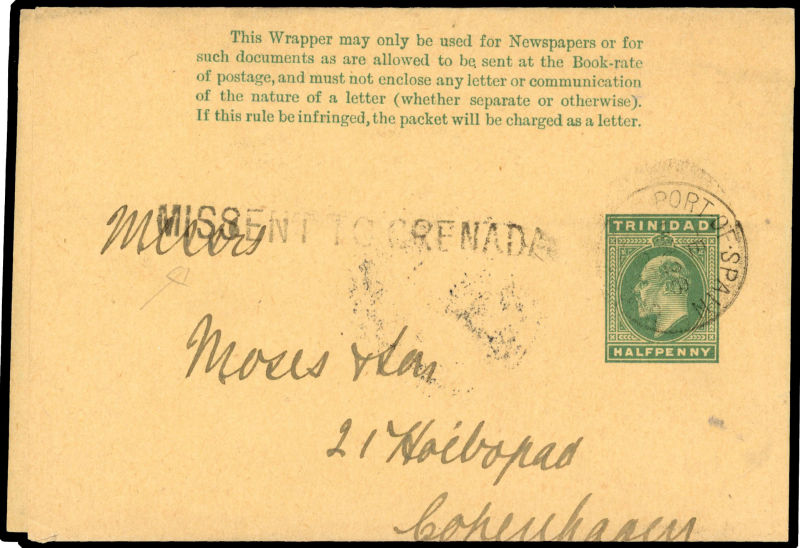 This Wrapper may only be used for Newspapers or for
such documents as are allowed to be sent at the Book-rate
of postage, and must not enclose any letter or communication
of the nature of a letter (whether separate or otherwise).
If this rule be infringed, the packet will be charged as a letter.
PORT OF SPAIN
TRINIDAD
HALFPENNY
MISSENT TO GRENADA
Messrs
Moses & Son
21 Hoibopad
Copenhagen